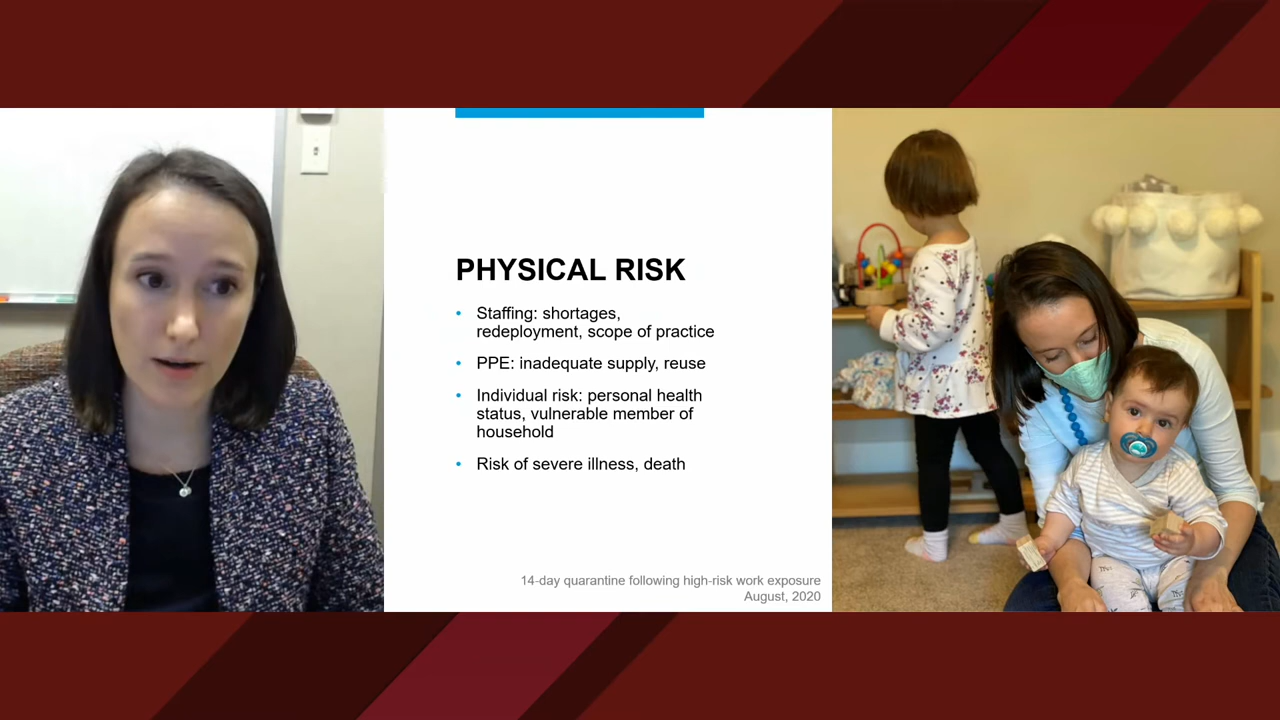 PHYSICAL RISK
• Staffing: shortages,
redeployment, scope of practice
• PPE: inadequate supply, reuse
• Individual risk: personal health
status, vulnerable member of
household
• Risk of severe illness, death
14-day quarantine following high-risk work exposure
August, 2020